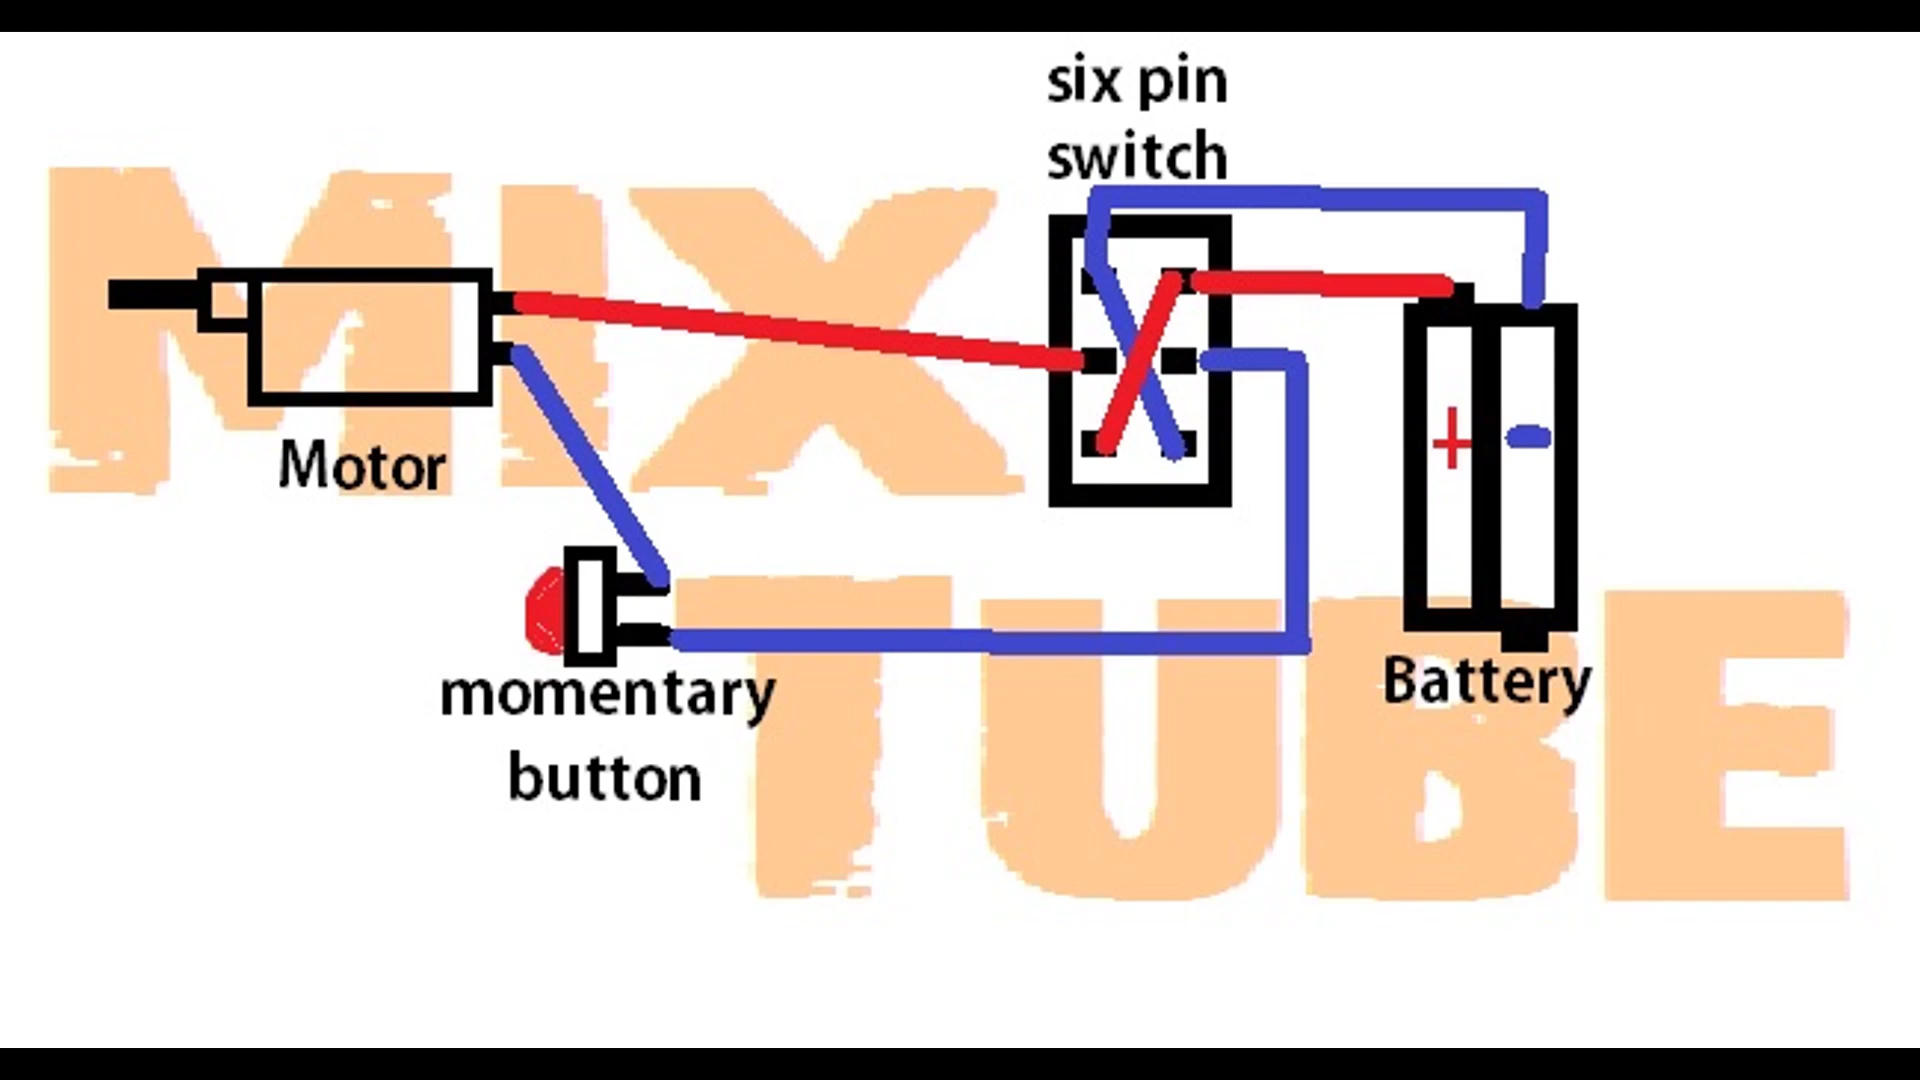 six pin
switch
MIX
Motor
+
-
TUBE
Battery
momentary
button